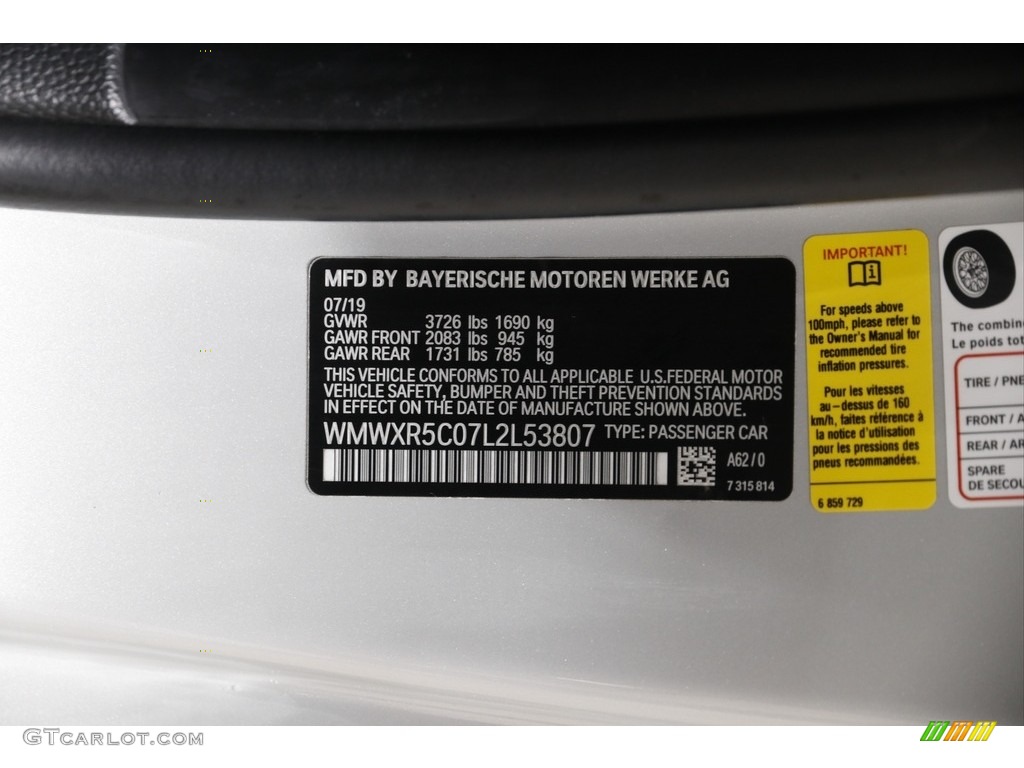 MFD BY BAYERISCHE MOTOREN WERKE AG
07/19
GVWR 3726 lbs 1690 kg
GAWR FRONT 2083 lbs 945 kg
GAWR REAR 1731 lbs 785 kg
THIS VEHICLE CONFORMS TO ALL APPLICABLE U.S.FEDERAL MOTOR
VEHICLE SAFETY, BUMPER AND THEFT PREVENTION STANDARDS
IN EFFECT ON THE DATE OF MANUFACTURE SHOWN ABOVE.
WMWXR5C07L2L53807 TYPE: PASSENGER CAR
A62/0
7 315 814
IMPORTANT!
For speeds above
100mph, please refer to
the Owner's Manual for
recommended tire
inflation pressures.
Pour les vitesses
au-dessus de 160
km/h, faites référence à
la notice d'utilisation
pour les pressions des
pneus recommandées.
6 859 729
The combin
Le poids tot
TIRE / PNE
FRONT / A
REAR / AR
SPARE
DE SECOU
GTcarlot.com